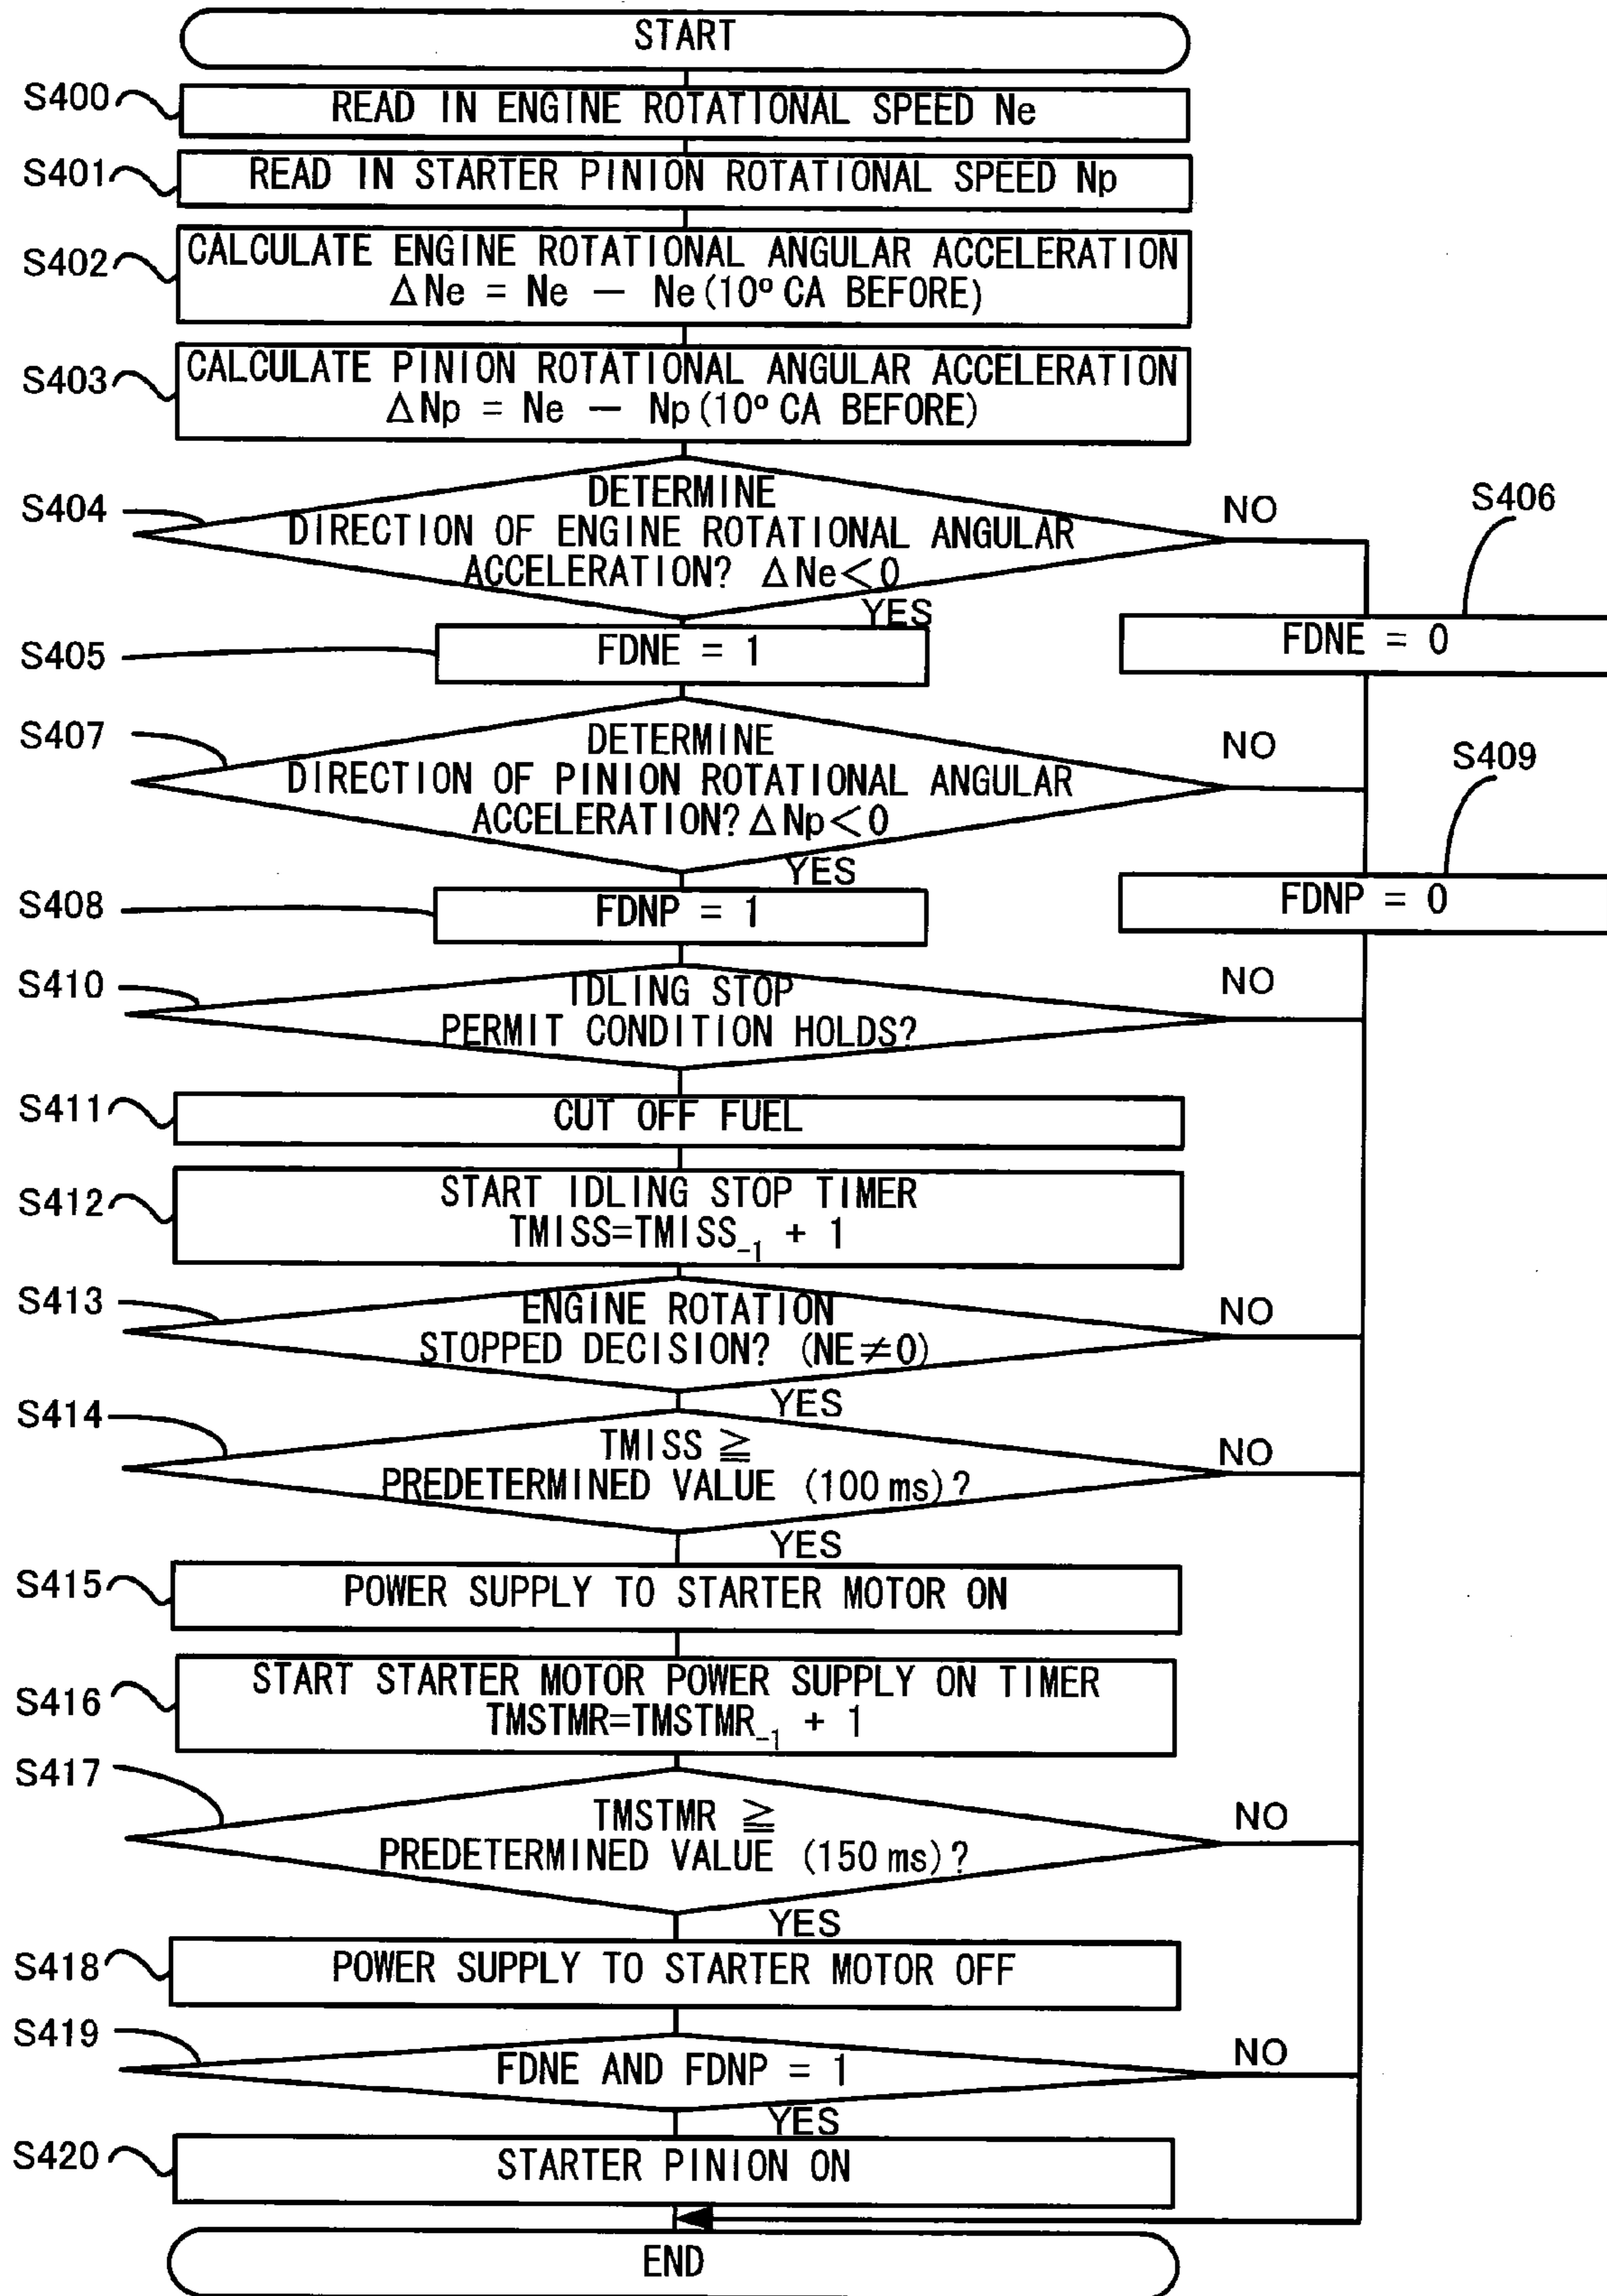 START
S400
READ IN ENGINE ROTATIONAL SPEED Ne
S401
READ IN STARTER PINION ROTATIONAL SPEED Np
S402
CALCULATE ENGINE ROTATIONAL ANGULAR ACCELERATION
ΔNe = Ne — Ne(10° CA BEFORE)
S403
CALCULATE PINION ROTATIONAL ANGULAR ACCELERATION
ΔNp = Ne — Np(10° CA BEFORE)
S404
DETERMINE
DIRECTION OF ENGINE ROTATIONAL ANGULAR
ACCELERATION? ΔNe<0
NO
YES
S406
S405
FDNE = 1
FDNE = 0
S407
DETERMINE
DIRECTION OF PINION ROTATIONAL ANGULAR
ACCELERATION? ΔNp<0
NO
YES
S409
S408
FDNP = 1
FDNP = 0
S410
IDLING STOP
PERMIT CONDITION HOLDS?
NO
S411
CUT OFF FUEL
S412
START IDLING STOP TIMER
TMISS=TMISS₋₁ + 1
S413
ENGINE ROTATION
STOPPED DECISION? (NE≠0)
NO
YES
S414
TMISS ≧
PREDETERMINED VALUE (100 ms)?
NO
YES
S415
POWER SUPPLY TO STARTER MOTOR ON
S416
START STARTER MOTOR POWER SUPPLY ON TIMER
TMSTMR=TMSTMR₋₁ + 1
S417
TMSTMR ≧
PREDETERMINED VALUE (150 ms)?
NO
YES
S418
POWER SUPPLY TO STARTER MOTOR OFF
S419
FDNE AND FDNP = 1
NO
YES
S420
STARTER PINION ON
END